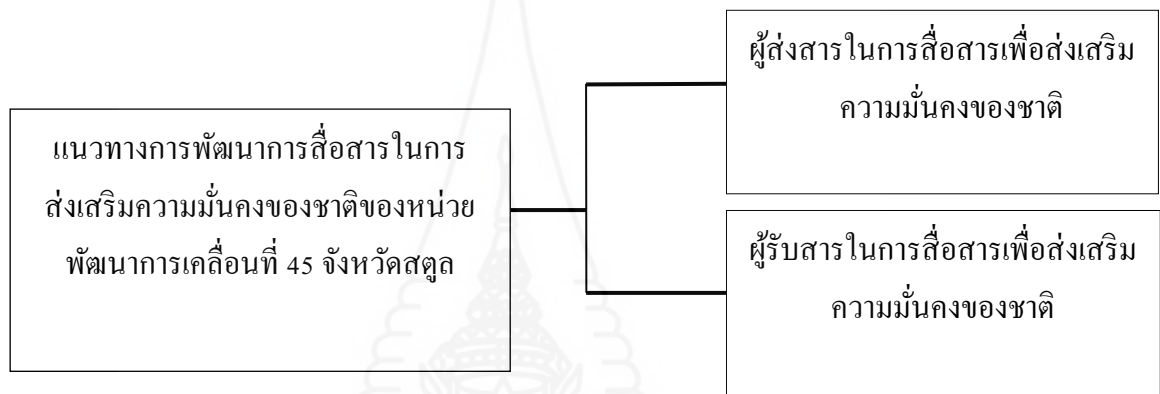 ผู้ส่งสารในการสื่อสารเพื่อส่งเสริม
ความมั่นคงของชาติ
แนวทางการพัฒนาการสื่อสารในการ
ส่งเสริมความมั่นคงของชาติของหน่วย
พัฒนาการเคลื่อนที่ 45 จังหวัดสตูล
ผู้รับสารในการสื่อสารเพื่อส่งเสริม
ความมั่นคงของชาติ